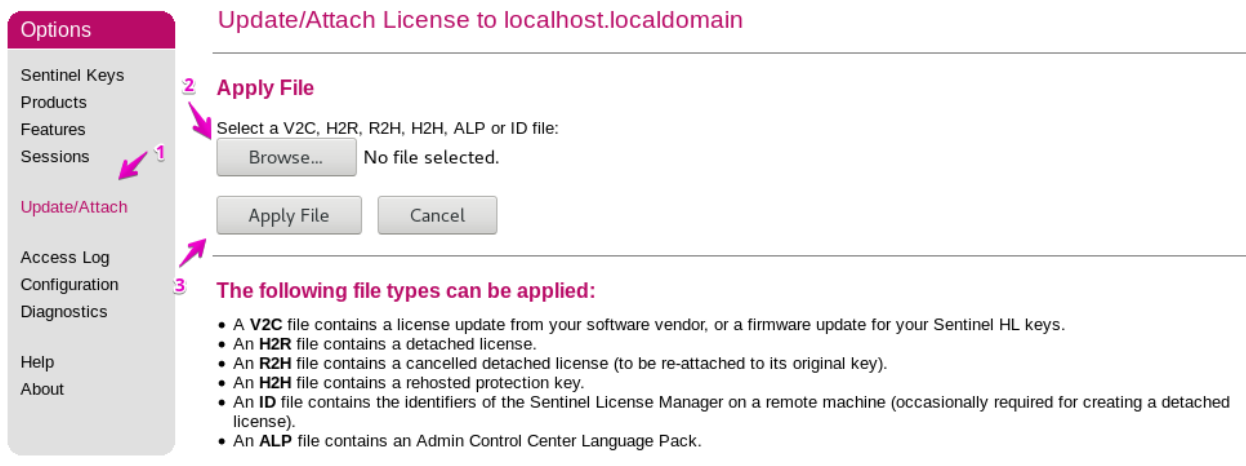 Options
Sentinel Keys
Products
Features
Sessions
1
Update/Attach
Access Log
Configuration
Diagnostics
Help
About
Update/Attach License to localhost.localdomain
2
Apply File
Select a V2C, H2R, R2H, H2H, ALP or ID file:
Browse... No file selected.
Apply File Cancel
3
The following file types can be applied:
• A V2C file contains a license update from your software vendor, or a firmware update for your Sentinel HL keys.
• An H2R file contains a detached license.
• An R2H file contains a cancelled detached license (to be re-attached to its original key).
• An H2H file contains a rehosted protection key.
• An ID file contains the identifiers of the Sentinel License Manager on a remote machine (occasionally required for creating a detached
license).
• An ALP file contains an Admin Control Center Language Pack.